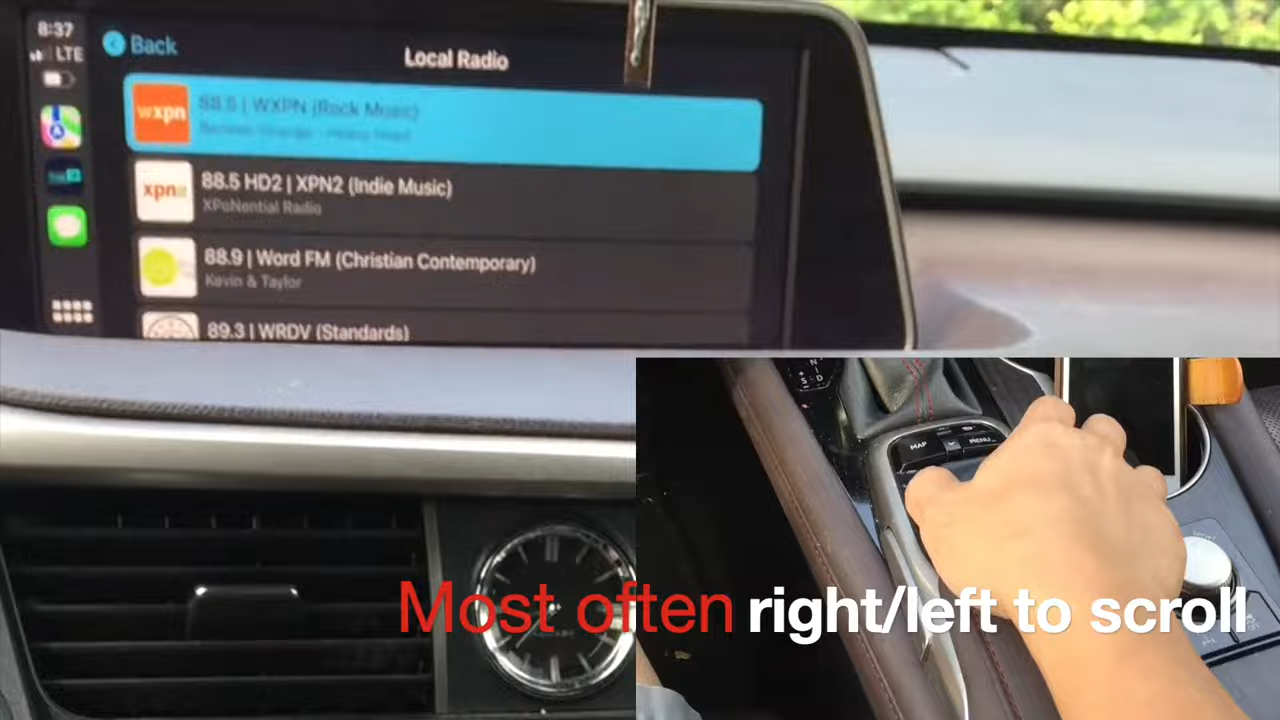 8:37
LTE
Back
Local Radio
wxpn
88.5 | WXPN (Rock Music)
xpn2
88.5 HD2 | XPN2 (Indie Music)
XPoNential Radio
88.9 | Word FM (Christian Contemporary)
Kevin & Taylor
89.3 | WRDV (Standards)
N
S D
MAP
MENU
Most often right/left to scroll